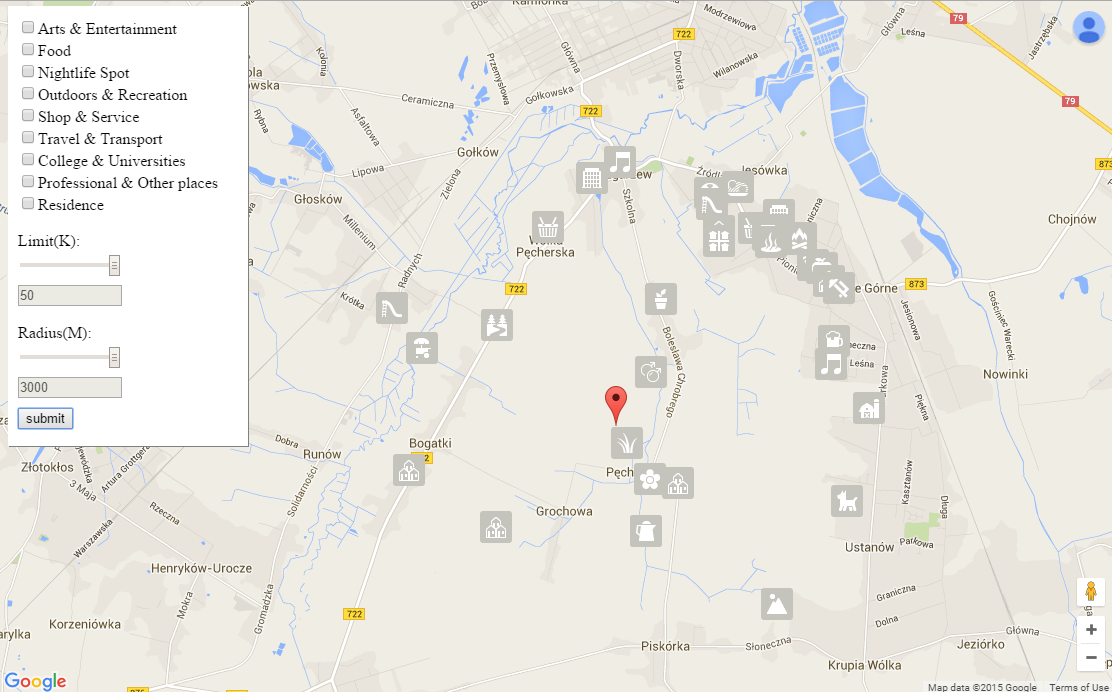 Arts & Entertainment
Food
Nightlife Spot
Outdoors & Recreation
Shop & Service
Travel & Transport
College & Universities
Professional & Other places
Residence
Limit(K):
50
Radius(M):
3000
submit
Kamionka
Główna
79
Leśna
Jastrzębska
722
Główna
Dworska
Wilanowska
Kolonia
Przemysłowa
Gołkowska
Ceramiczna
79
722
Rybna
Asfaltowa
Gołków
873
Lipowa
Zielona
Źródl
Jesówka
Głosków
Szkolna
Millenium
Chojnów
Wólka
Pęcherska
Radnych
Pioni
722
e Górne
873
Krótka
Jesionowa
Gościniec Warecki
Bolesława Chrobrego
Leśna
Nowinki
Piękna
Dobra
Bogatki
Runów
Złotokłos
Artura Grottgera
Solidarności
3 Maja
Pęch
Kasztanów
Długa
Rzeczna
Grochowa
Warszawska
Parkowa
Ustanów
Henryków-Urocze
Mokra
Gromadzka
Graniczna
722
Korzeniówka
Dolna
Główna
arylka
Piskórka
Słoneczna
Jeziórko
Krupia Wólka
+
−
Google
Map data ©2015 Google
Terms of Use